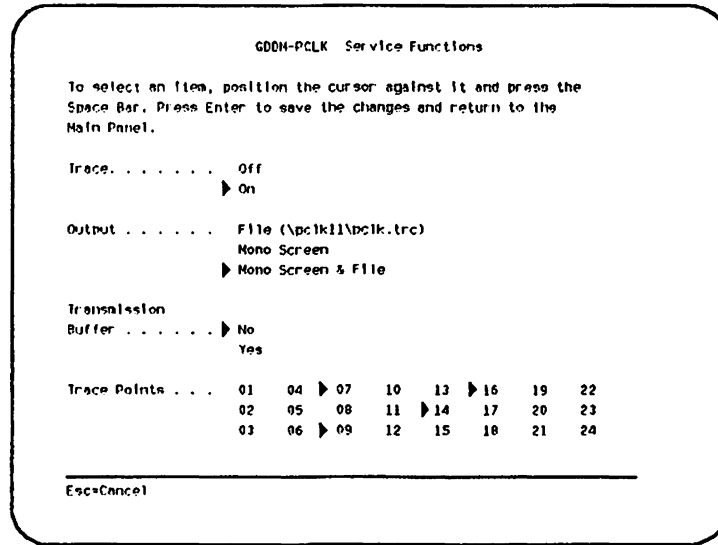 GDDM-PCLK Service Functions
To select an item, position the cursor against it and press the
Space Bar. Press Enter to save the changes and return to the
Main Panel.
Trace. . . . . . . Off
▶ On
Output . . . . . . File (\pclk11\pclk.trc)
Mono Screen
▶ Mono Screen & File
Transmission
Buffer . . . . . . ▶ No
Yes
Trace Points . . . 01 04 ▶ 07 10 13 ▶ 16 19 22
02 05 08 11 ▶ 14 17 20 23
03 06 ▶ 09 12 15 18 21 24
Esc=Cancel